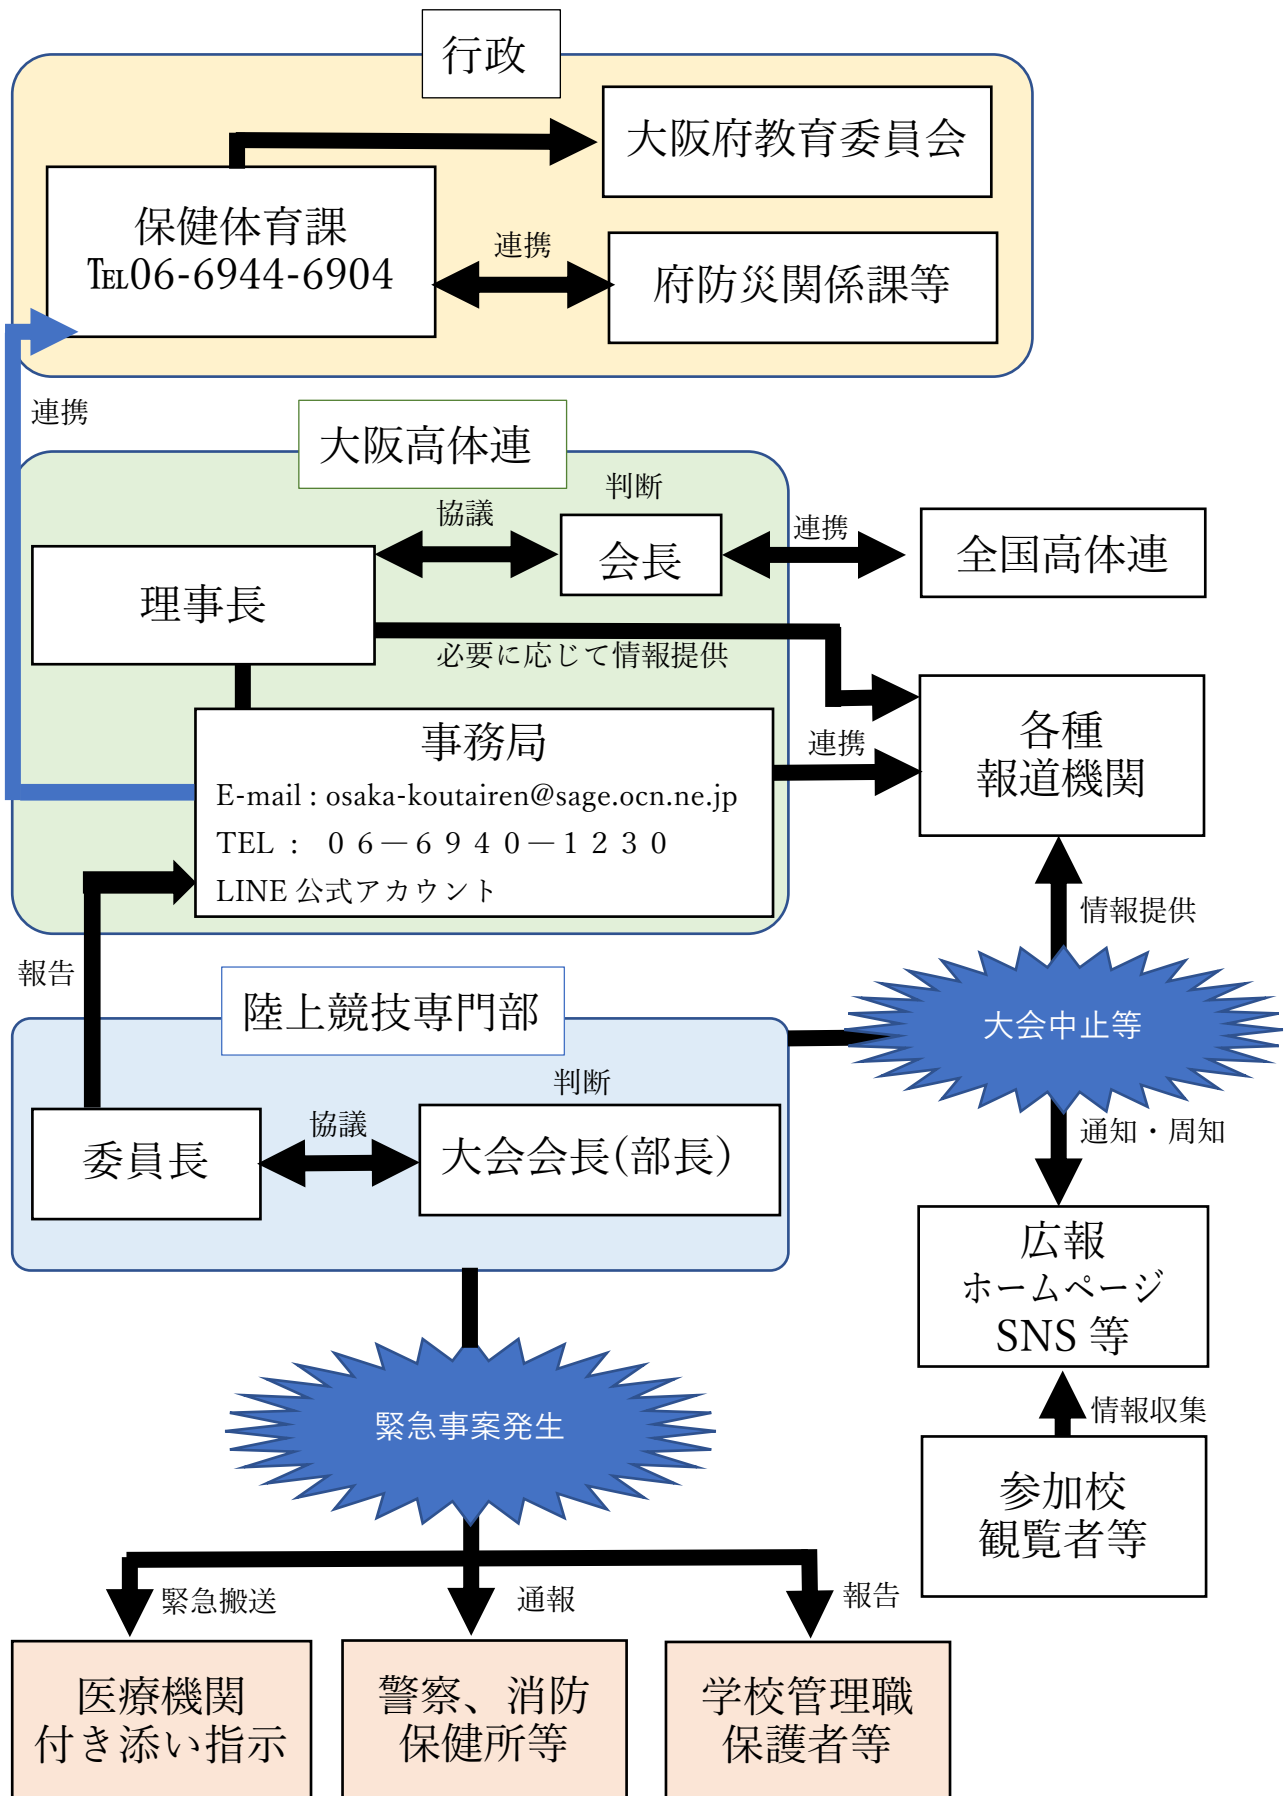 行政
大阪府教育委員会
保健体育課
℡06-6944-6904
連携
府防災関係課等
連携
大阪高体連
判断
協議
会長
連携
全国高体連
理事長
必要に応じて情報提供
事務局
E-mail : osaka-koutairen@sage.ocn.ne.jp
TEL : ０６－６９４０－１２３０
LINE 公式アカウント
連携
各種
報道機関
情報提供
報告
陸上競技専門部
大会中止等
判断
委員長
協議
大会会長(部長)
通知・周知
広報
ホームページ
SNS 等
緊急事案発生
情報収集
参加校
観覧者等
緊急搬送
通報
報告
医療機関
付き添い指示
警察、消防
保健所等
学校管理職
保護者等